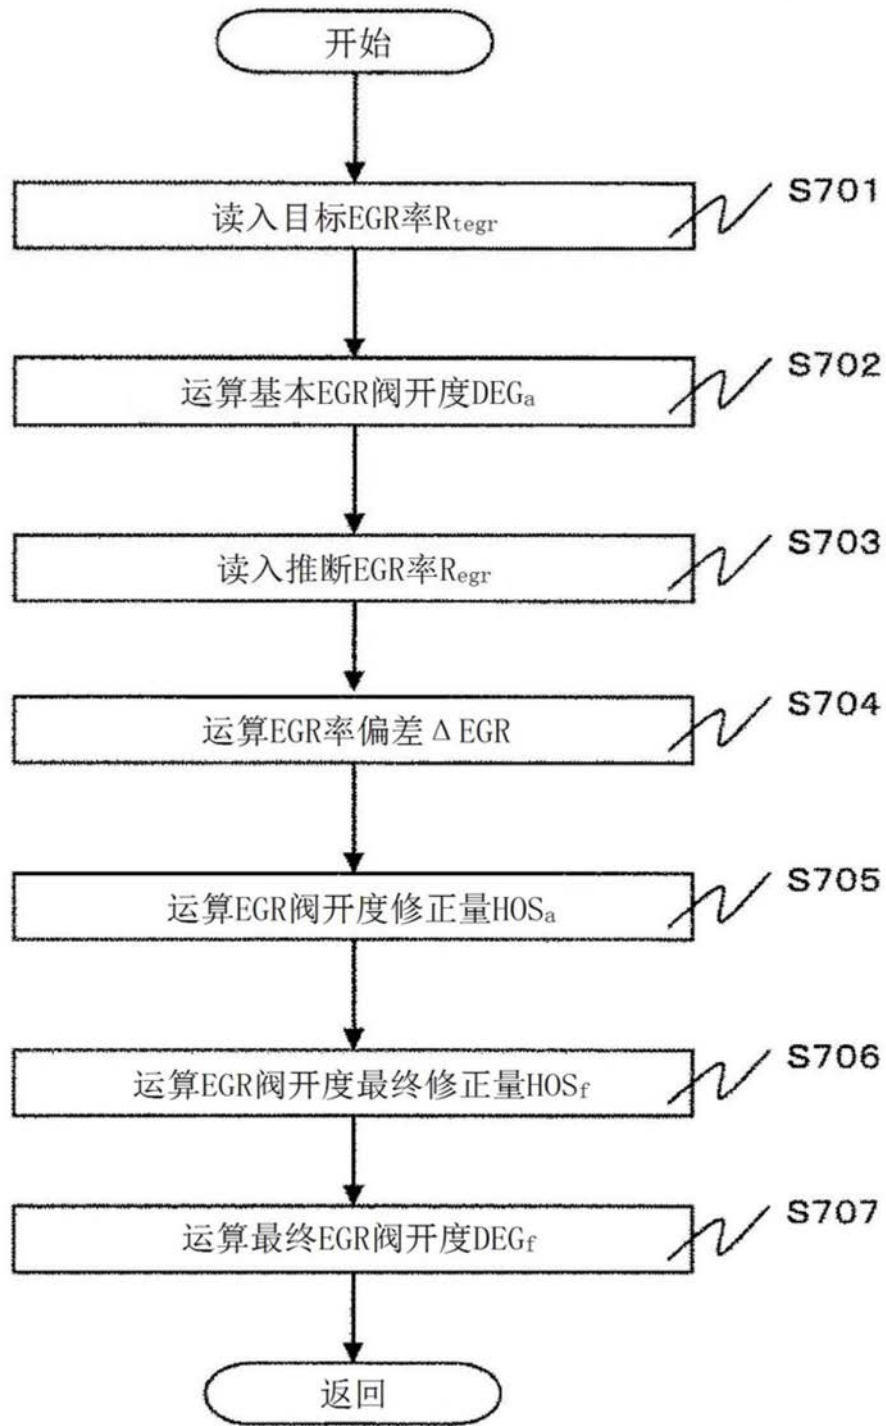 开始
读入目标EGR率Rtegr
S701
运算基本EGR阀开度DEGa
S702
读入推断EGR率Regr
S703
运算EGR率偏差ΔEGR
S704
运算EGR阀开度修正量HOSa
S705
运算EGR阀开度最终修正量HOSf
S706
运算最终EGR阀开度DEGf
S707
返回